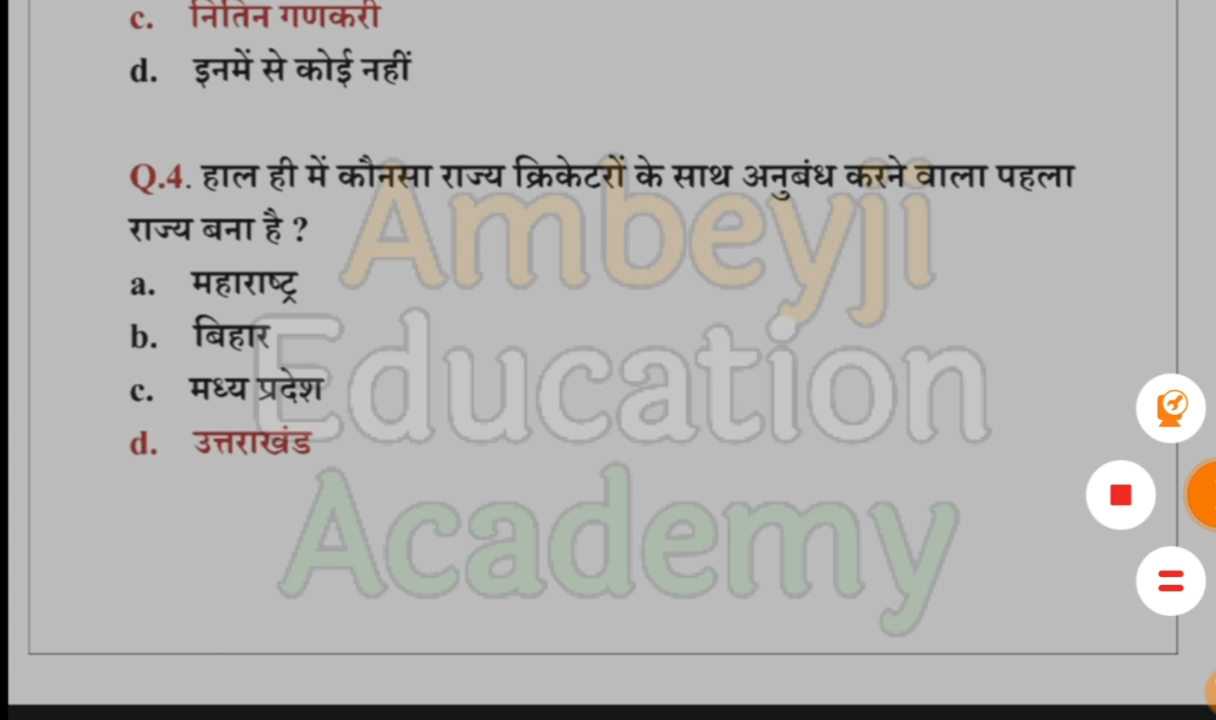 c. नितिन गणकरी
d. इनमें से कोई नहीं
Q.4. हाल ही में कौनसा राज्य क्रिकेटरों के साथ अनुबंध करने वाला पहला
राज्य बना है ?
a. महाराष्ट्र
b. बिहार
c. मध्य प्रदेश
d. उत्तराखंड
Ambeyji
Education
Academy